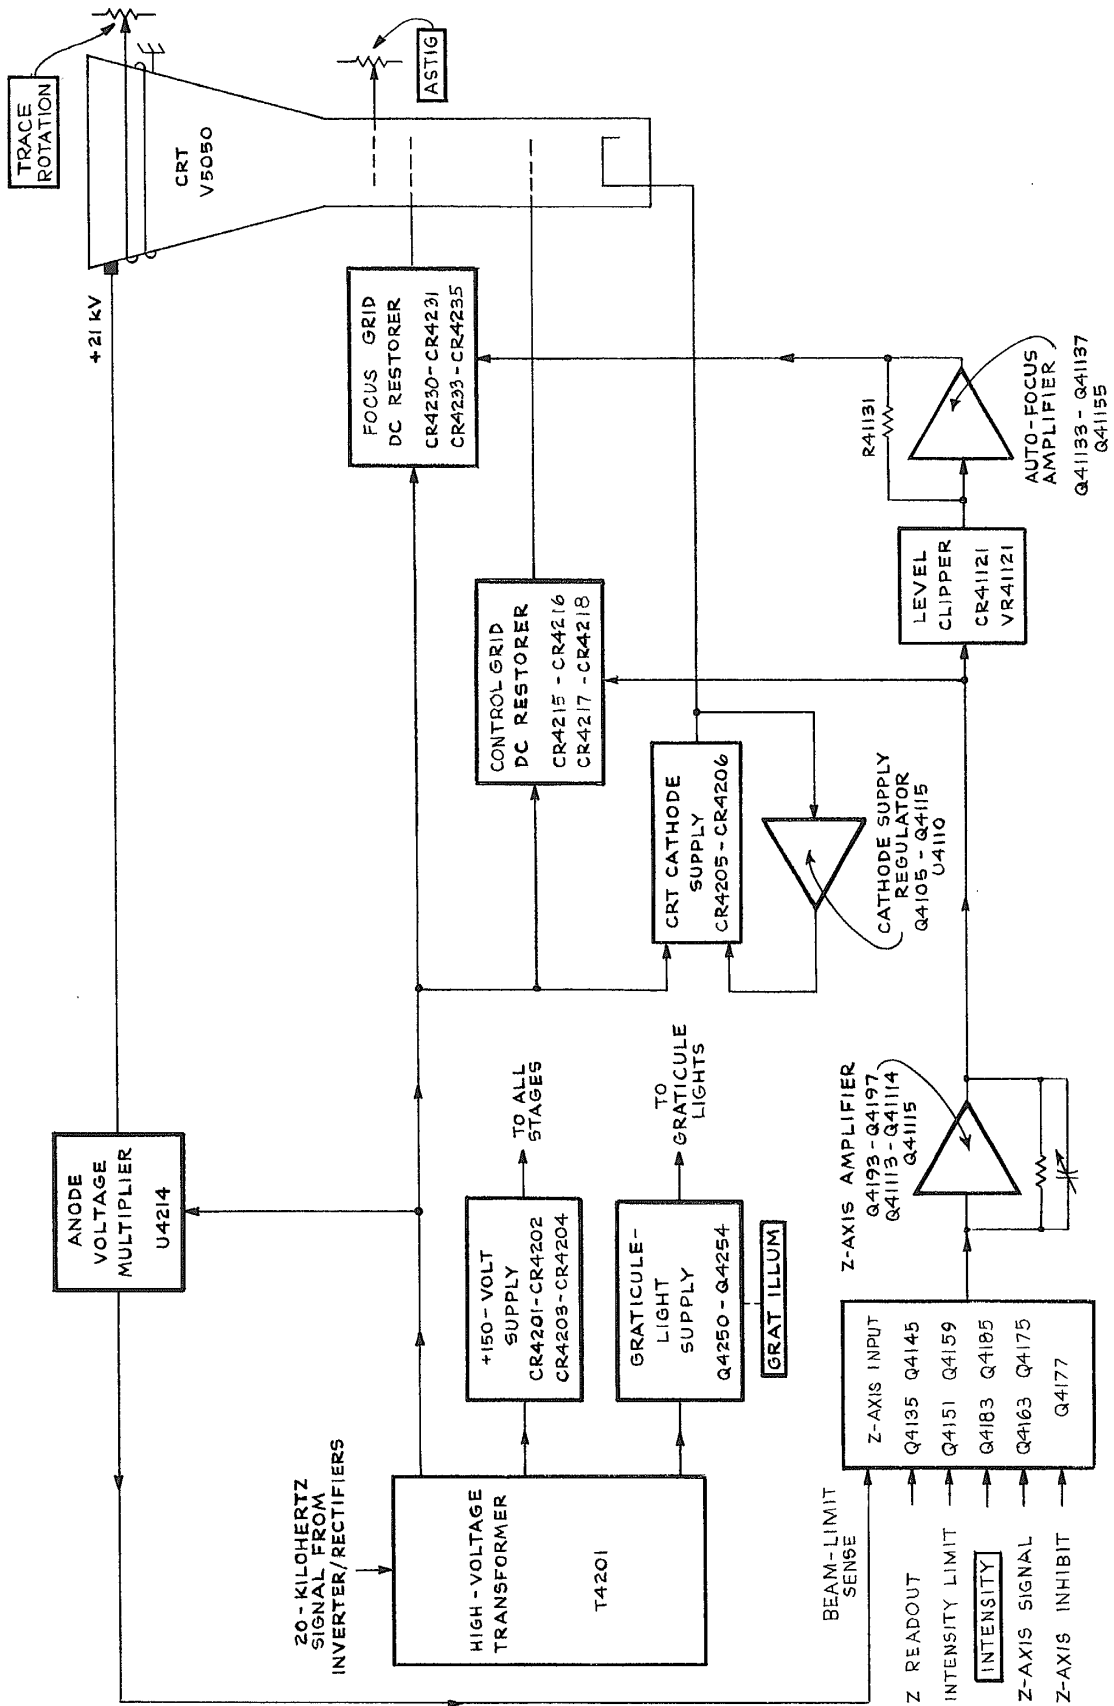 20-KILOHERTZ
SIGNAL FROM
INVERTER/RECTIFIERS
HIGH-VOLTAGE
TRANSFORMER
T4201
ANODE
VOLTAGE
MULTIPLIER
U4214
+21 kV
TRACE
ROTATION
CRT
V5050
ASTIG
+150-VOLT
SUPPLY
CR4201-CR4202
CR4203-CR4204
TO ALL
STAGES
GRATICULE-
LIGHT
SUPPLY
Q4250-Q4254
GRAT ILLUM
TO
GRATICULE
LIGHTS
FOCUS GRID
DC RESTORER
CR4230-CR4231
CR4233-CR4235
CONTROL GRID
DC RESTORER
CR4215-CR4216
CR4217-CR4218
CRT CATHODE
SUPPLY
CR4205-CR4206
CATHODE SUPPLY
REGULATOR
Q4105-Q4115
U4110
BEAM-LIMIT
SENSE
Z READOUT
INTENSITY LIMIT
INTENSITY
Z-AXIS SIGNAL
Z-AXIS INHIBIT
Z-AXIS INPUT
Q4135 Q4145
Q4151 Q4159
Q4183 Q4185
Q4163 Q4175
Q4177
Z-AXIS AMPLIFIER
Q4193-Q4197
Q41113-Q41114
Q41115
LEVEL
CLIPPER
CR41121
VR41121
R41131
AUTO-FOCUS
AMPLIFIER
Q41133-Q41137
Q41155